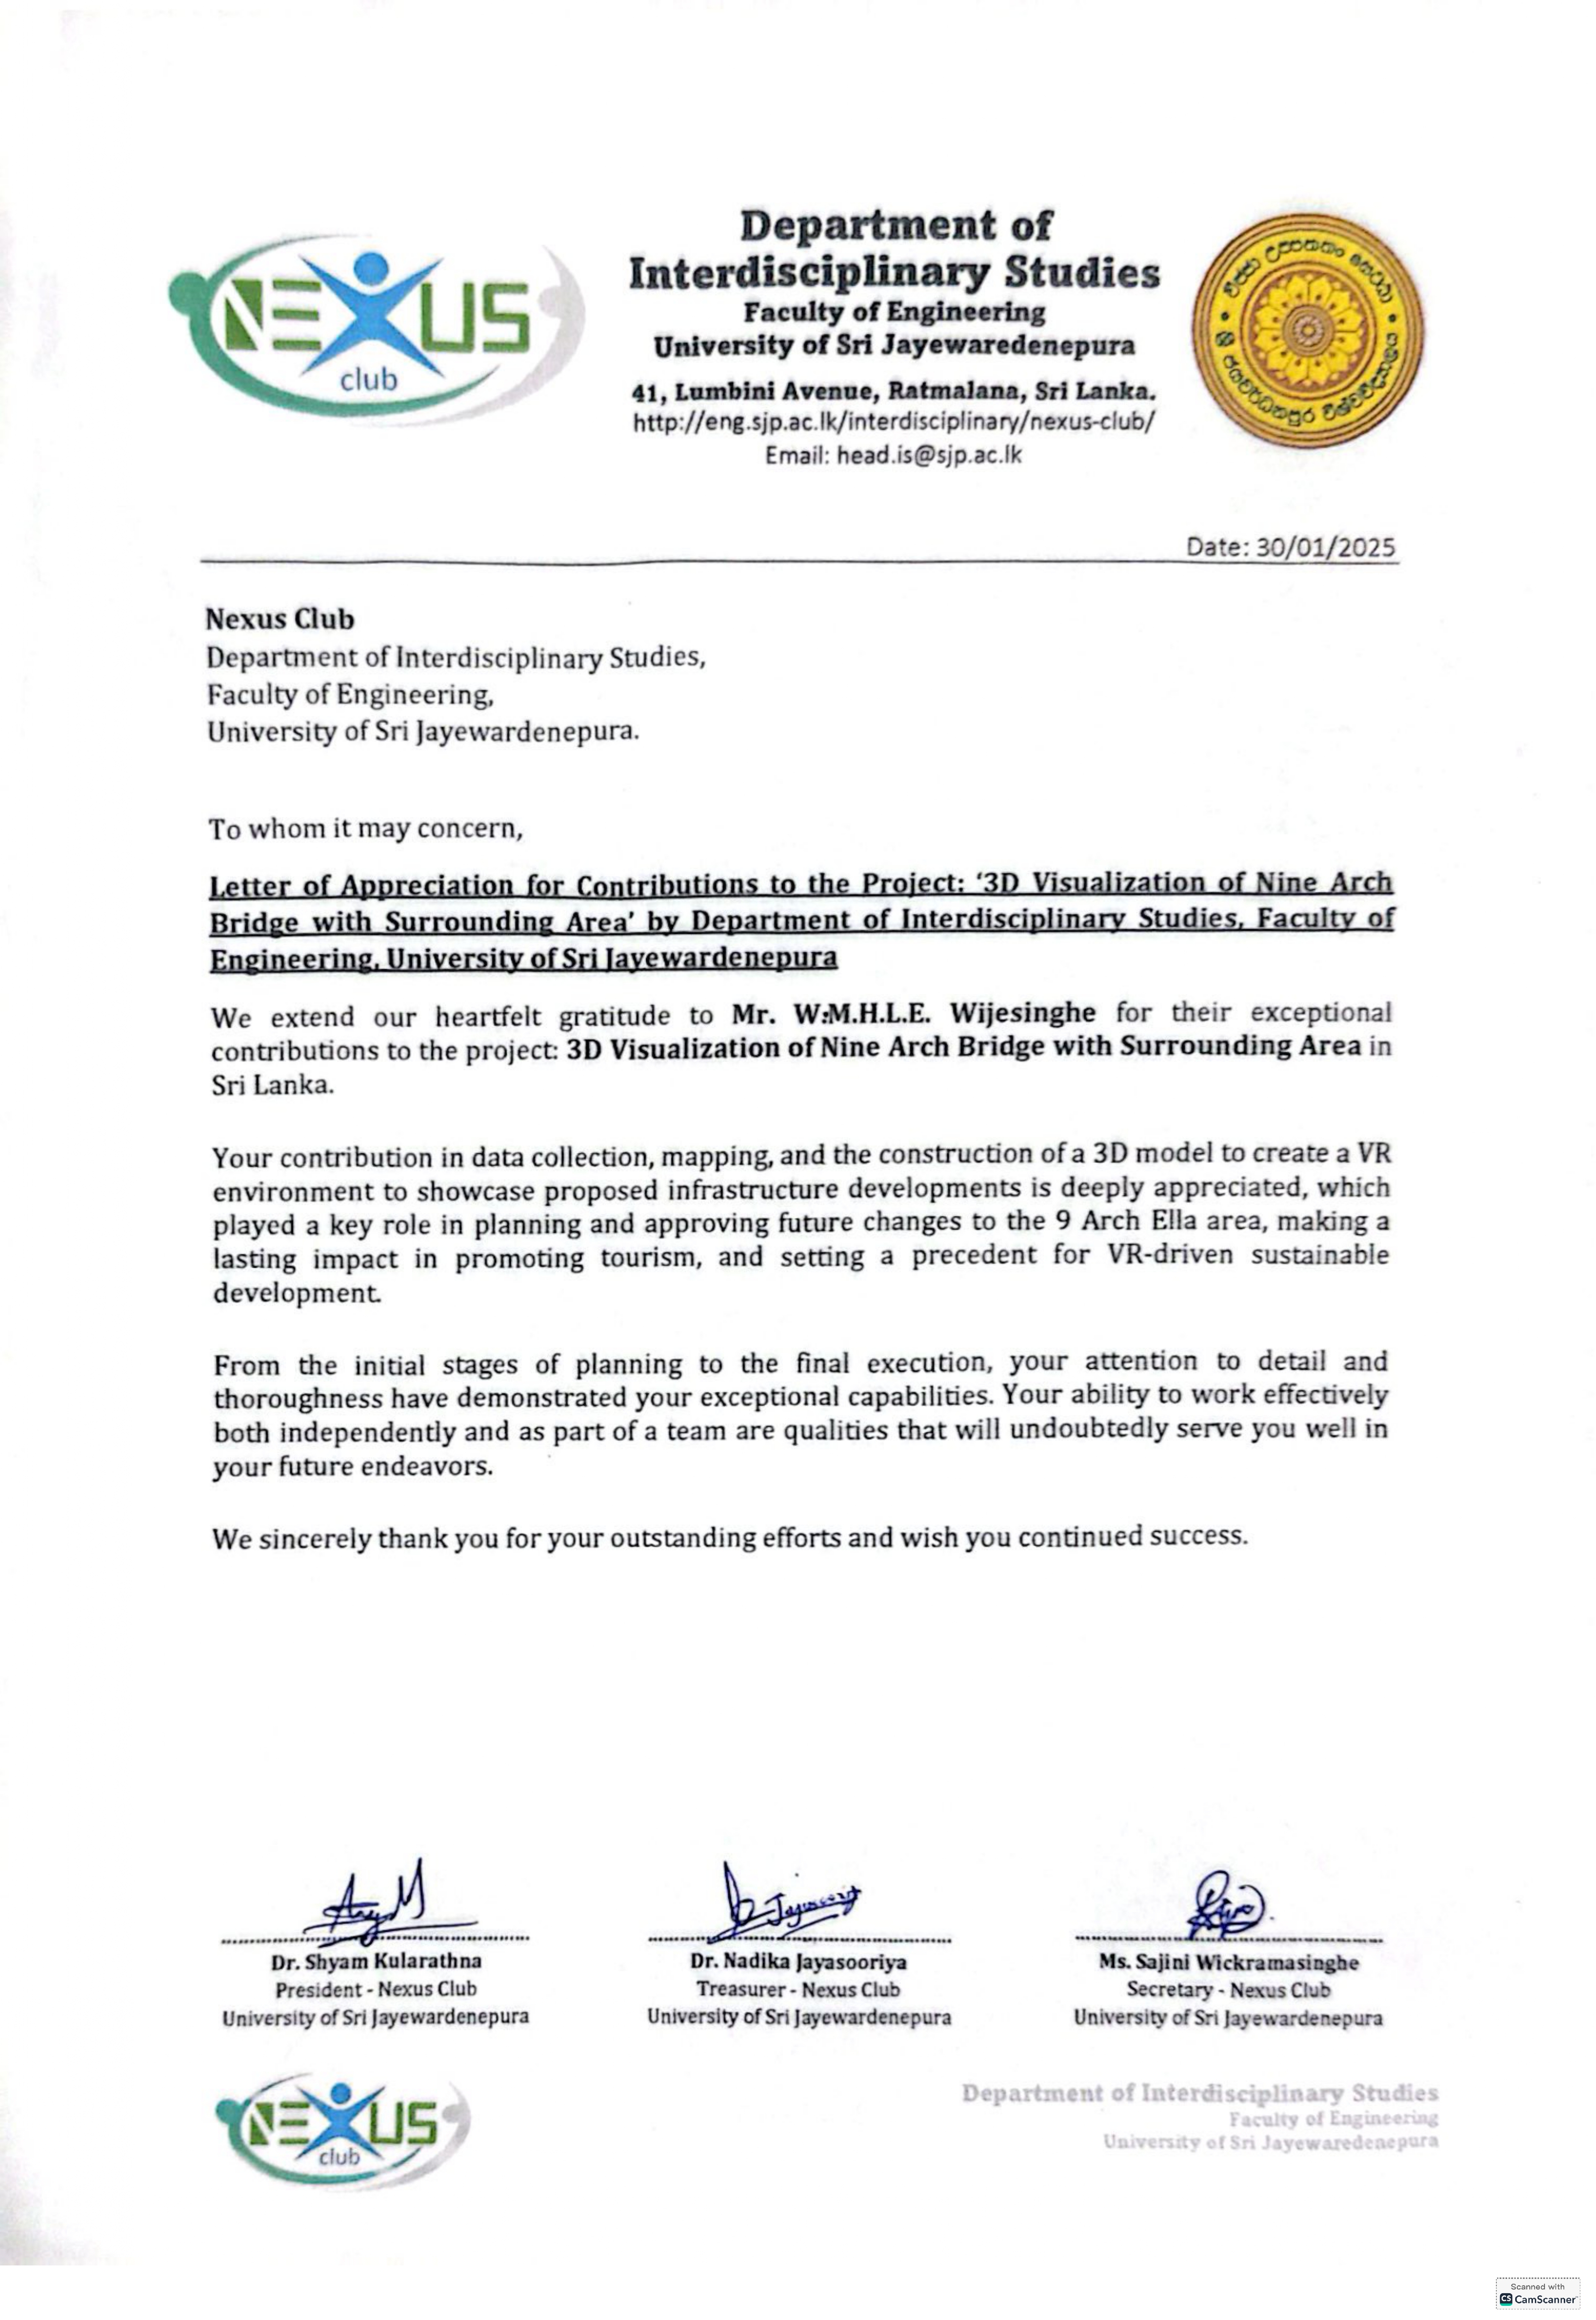 NEXUS
club
Department of
Interdisciplinary Studies
Faculty of Engineering
University of Sri Jayewaredenepura
41, Lumbini Avenue, Ratmalana, Sri Lanka.
http://eng.sjp.ac.lk/interdisciplinary/nexus-club/
Email: head.is@sjp.ac.lk
විජ්ජා උප්පතතං සෙට්ඨා
ශ්‍රී ජයවර්ධනපුර විශ්වවිද්‍යාලය
Date: 30/01/2025
Nexus Club
Department of Interdisciplinary Studies,
Faculty of Engineering,
University of Sri Jayewardenepura.
To whom it may concern,
Letter of Appreciation for Contributions to the Project: ‘3D Visualization of Nine Arch
Bridge with Surrounding Area’ by Department of Interdisciplinary Studies, Faculty of
Engineering, University of Sri Jayewardenepura
We extend our heartfelt gratitude to Mr. W.M.H.L.E. Wijesinghe for their exceptional
contributions to the project: 3D Visualization of Nine Arch Bridge with Surrounding Area in
Sri Lanka.
Your contribution in data collection, mapping, and the construction of a 3D model to create a VR
environment to showcase proposed infrastructure developments is deeply appreciated, which
played a key role in planning and approving future changes to the 9 Arch Ella area, making a
lasting impact in promoting tourism, and setting a precedent for VR-driven sustainable
development.
From the initial stages of planning to the final execution, your attention to detail and
thoroughness have demonstrated your exceptional capabilities. Your ability to work effectively
both independently and as part of a team are qualities that will undoubtedly serve you well in
your future endeavors.
We sincerely thank you for your outstanding efforts and wish you continued success.
Dr. Shyam Kularathna
President - Nexus Club
University of Sri Jayewardenepura
Jayasooriya
Dr. Nadika Jayasooriya
Treasurer - Nexus Club
University of Sri Jayewardenepura
Ms. Sajini Wickramasinghe
Secretary - Nexus Club
University of Sri Jayewardenepura
NEXUS
club
Department of Interdisciplinary Studies
Faculty of Engineering
University of Sri Jayewaredenepura
Scanned with
CS CamScanner